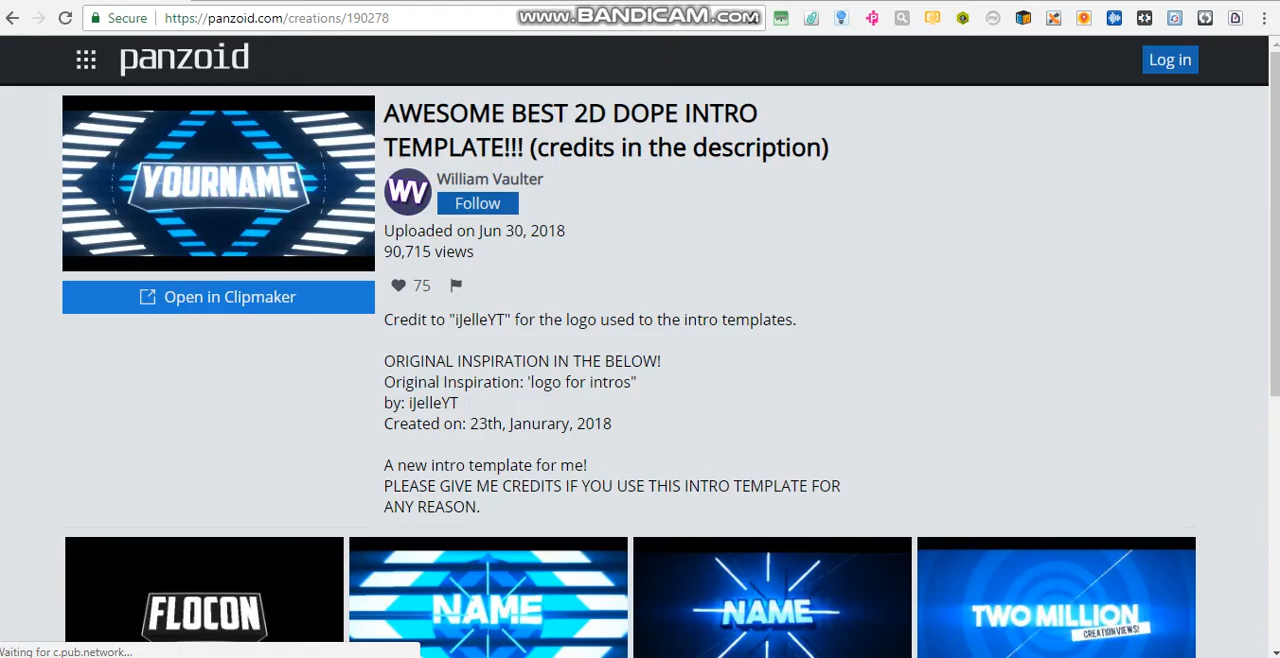 Secure https://panzoid.com/creations/190278
www.BANDICAM.com
panzoid
Log in
AWESOME BEST 2D DOPE INTRO
TEMPLATE!!! (credits in the description)
YOURNAME
WV
William Vaulter
Follow
Uploaded on Jun 30, 2018
90,715 views
Open in Clipmaker
75
Credit to "iJelleYT" for the logo used to the intro templates.
ORIGINAL INSPIRATION IN THE BELOW!
Original Inspiration: 'logo for intros"
by: iJelleYT
Created on: 23th, Janurary, 2018
A new intro template for me!
PLEASE GIVE ME CREDITS IF YOU USE THIS INTRO TEMPLATE FOR
ANY REASON.
FLOCON
NAME
NAME
TWO MILLION
CREATION VIEWS!
Waiting for c.pub.network...